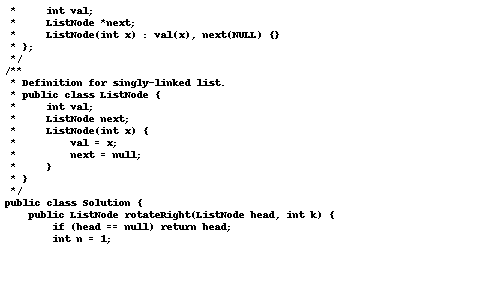 *     int val;
 *     ListNode *next;
 *     ListNode(int x) : val(x), next(NULL) {}
 * };
 */
/**
 * Definition for singly-linked list.
 * public class ListNode {
 *     int val;
 *     ListNode next;
 *     ListNode(int x) {
 *         val = x;
 *         next = null;
 *     }
 * }
 */
public class Solution {
    public ListNode rotateRight(ListNode head, int k) {
        if (head == null) return head;
        int n = 1;